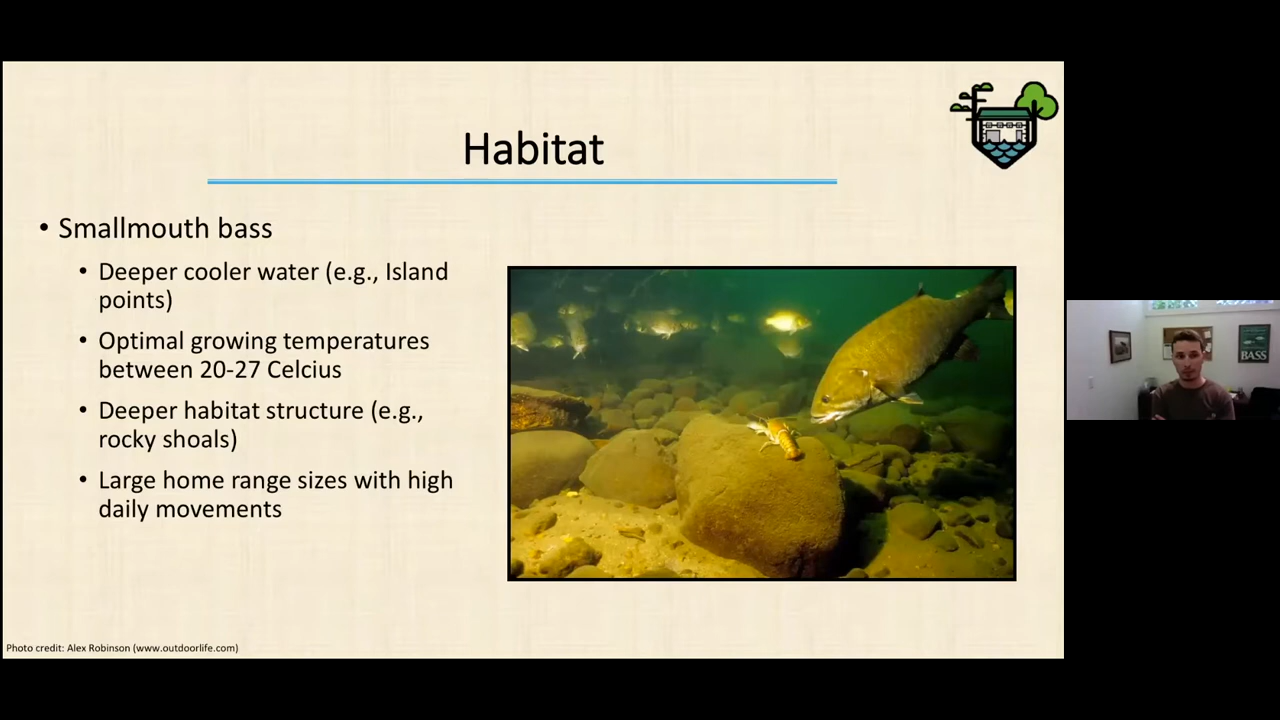 Habitat
• Smallmouth bass
• Deeper cooler water (e.g., Island
points)
• Optimal growing temperatures
between 20-27 Celcius
• Deeper habitat structure (e.g.,
rocky shoals)
• Large home range sizes with high
daily movements
Photo credit: Alex Robinson (www.outdoorlife.com)
BASS